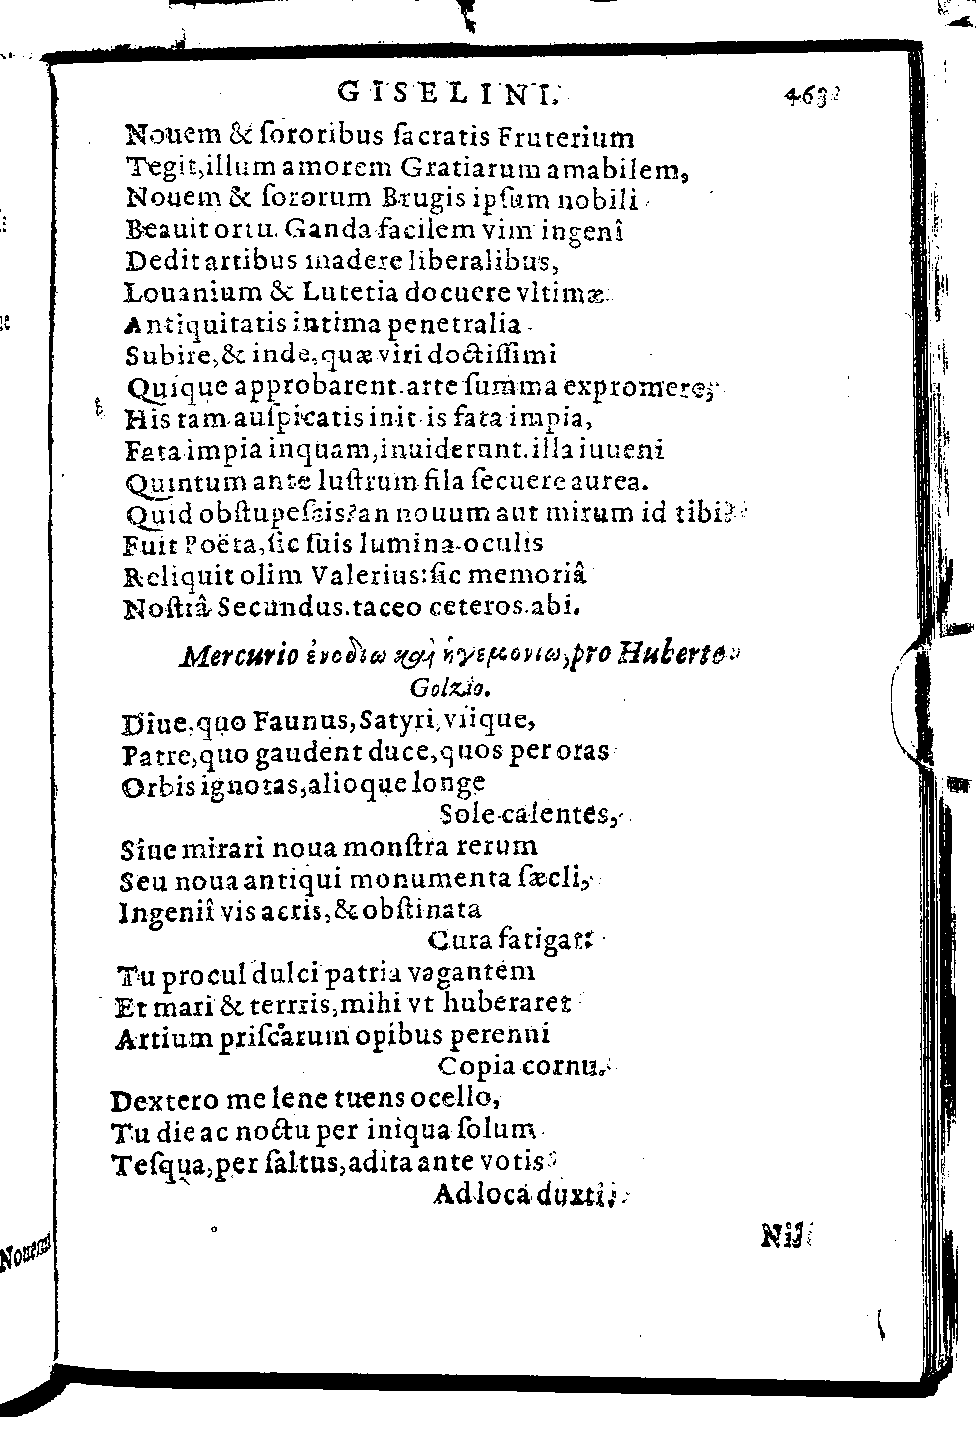 GISELINI. 463
Nouem & ſororibus ſacratis Fruterium
Tegit, illum amorem Gratiarum amabilem,
Nouem & ſororum Brugis ipſum nobili
Beauit ortu. Ganda facilem vim ingenî
Dedit artibus madere liberalibus,
Louanium & Lutetia docuere vltimæ
Antiquitatis intima penetralia
Subire, & inde, quæ viri doctiſſimi
Quique approbarent. arte ſumma expromere,
His tam auſpicatis initis fata impia,
Fata impia inquam, inuiderunt. illa iuueni
Quintum ante luſtrum fila ſecuere aurea.
Quid obſtupeſcis? an nouum aut mirum id tibi?
Fuit Poëta, ſic ſuis lumina oculis
Reliquit olim Valerius: ſic memoriâ
Noſtrâ Secundus. taceo ceteros. abi.
Mercurio ἐνοδίω καὶ ἡγεμονίω, pro Huberto
Golzio.
Diue, quo Faunus, Satyri, viique,
Patre, quo gaudent duce, quos per oras
Orbis ignotas, alioque longe
Sole calentes,
Siue mirari noua monſtra rerum
Seu noua antiqui monumenta ſæcli,
Ingeniî vis acris, & obſtinata
Cura fatigat:
Tu procul dulci patria vagantem
Et mari & terrris, mihi vt huberaret
Artium priſcarum opibus perenni
Copia cornu.
Dextero me lene tuens ocello,
Tu die ac noctu per iniqua ſolum
Teſqua, per ſaltus, adita ante votis
Ad loca duxti,
Nil
Nouem